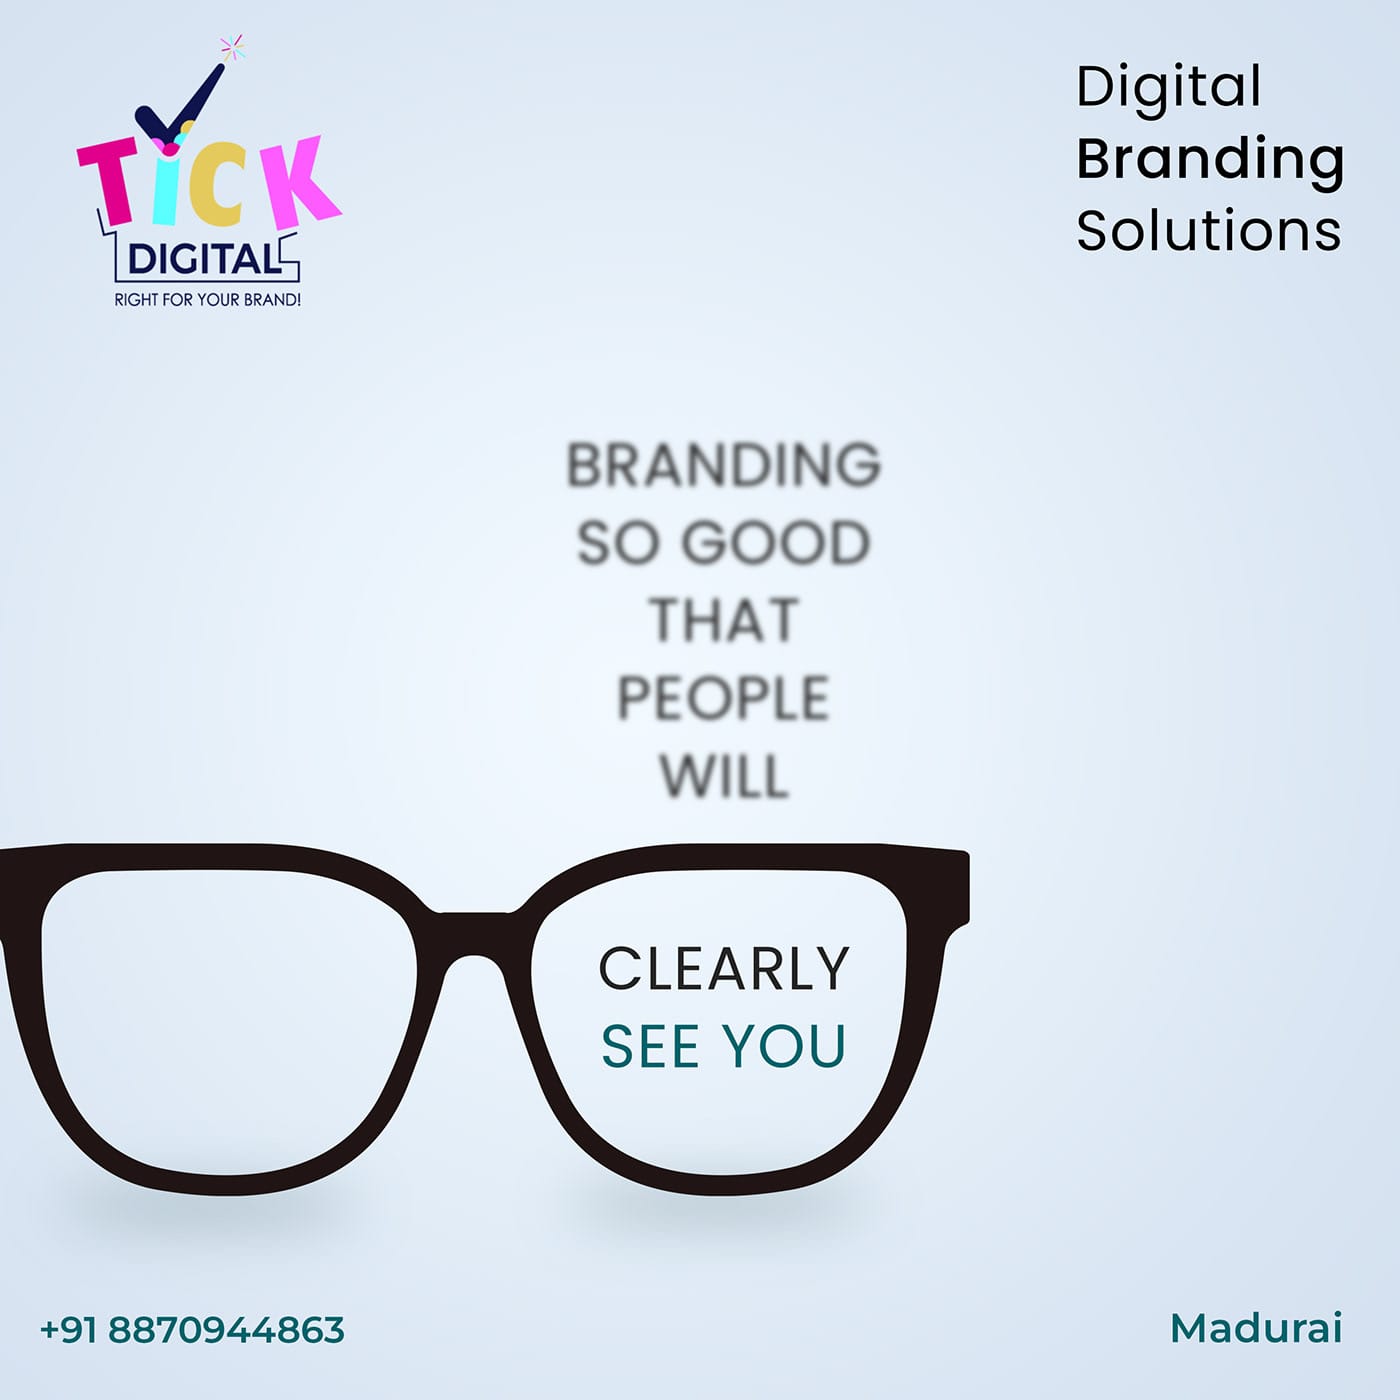 TICK
DIGITAL
RIGHT FOR YOUR BRAND!
Digital
Branding
Solutions
BRANDING
SO GOOD
THAT
PEOPLE
WILL
CLEARLY
SEE YOU
+91 8870944863
Madurai